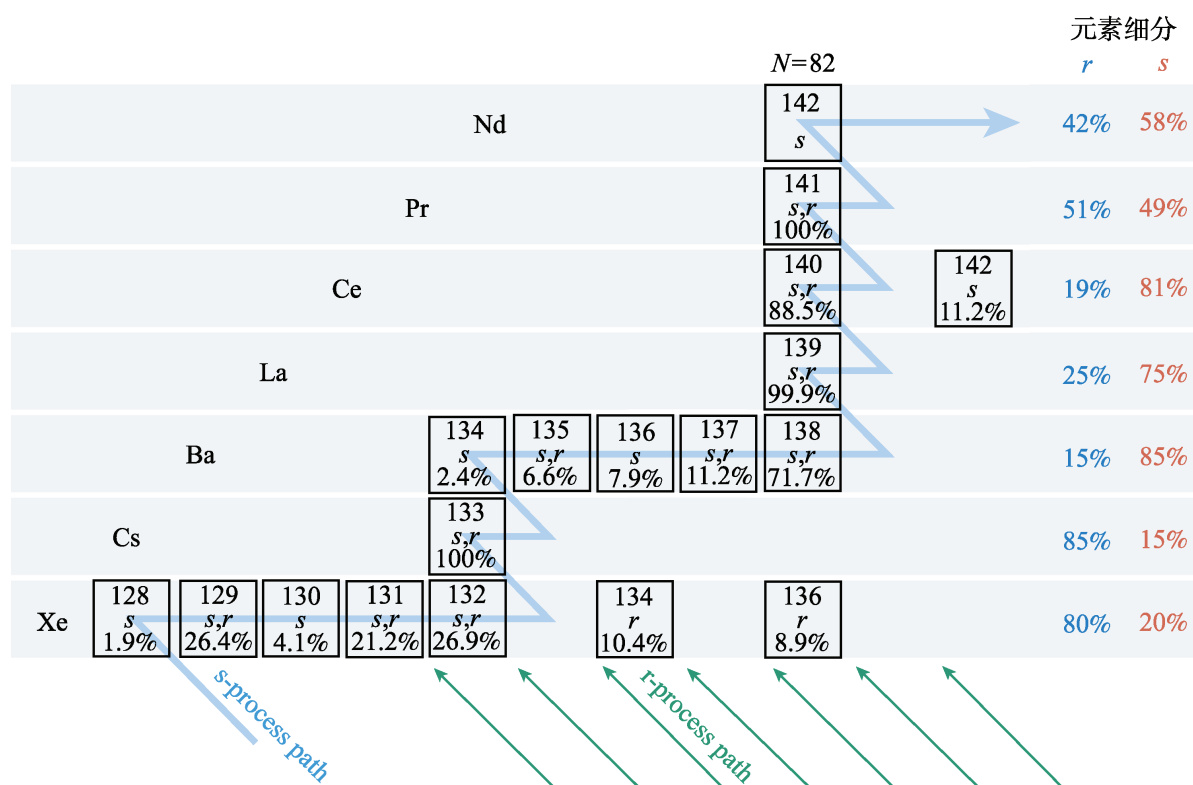 元素细分
N=82
r s
Nd 142 s 42% 58%
Pr 141 s,r 100% 51% 49%
Ce 140 s,r 88.5% 142 s 11.2% 19% 81%
La 139 s,r 99.9% 25% 75%
Ba 134 s 2.4% 135 s,r 6.6% 136 s 7.9% 137 s,r 11.2% 138 s,r 71.7% 15% 85%
Cs 133 s,r 100% 85% 15%
Xe 128 s 1.9% 129 s,r 26.4% 130 s 4.1% 131 s,r 21.2% 132 s,r 26.9% 134 r 10.4% 136 r 8.9% 80% 20%
s-process path
r-process path